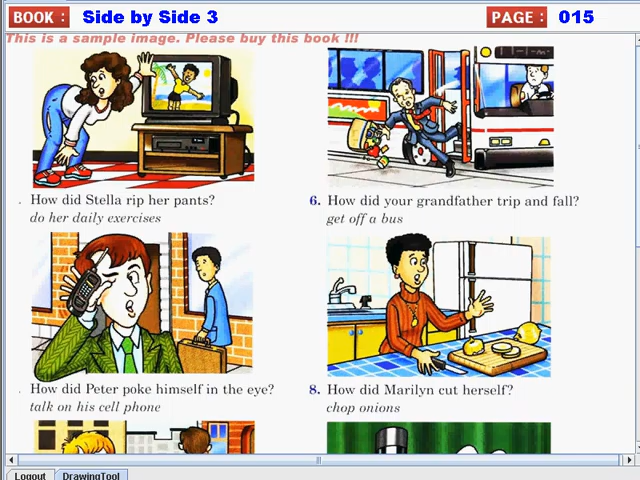 BOOK : Side by Side 3 PAGE : 015
This is a sample image. Please buy this book !!!
. How did Stella rip her pants?
do her daily exercises
6. How did your grandfather trip and fall?
get off a bus
. How did Peter poke himself in the eye?
talk on his cell phone
8. How did Marilyn cut herself?
chop onions
Logout DrawingTool